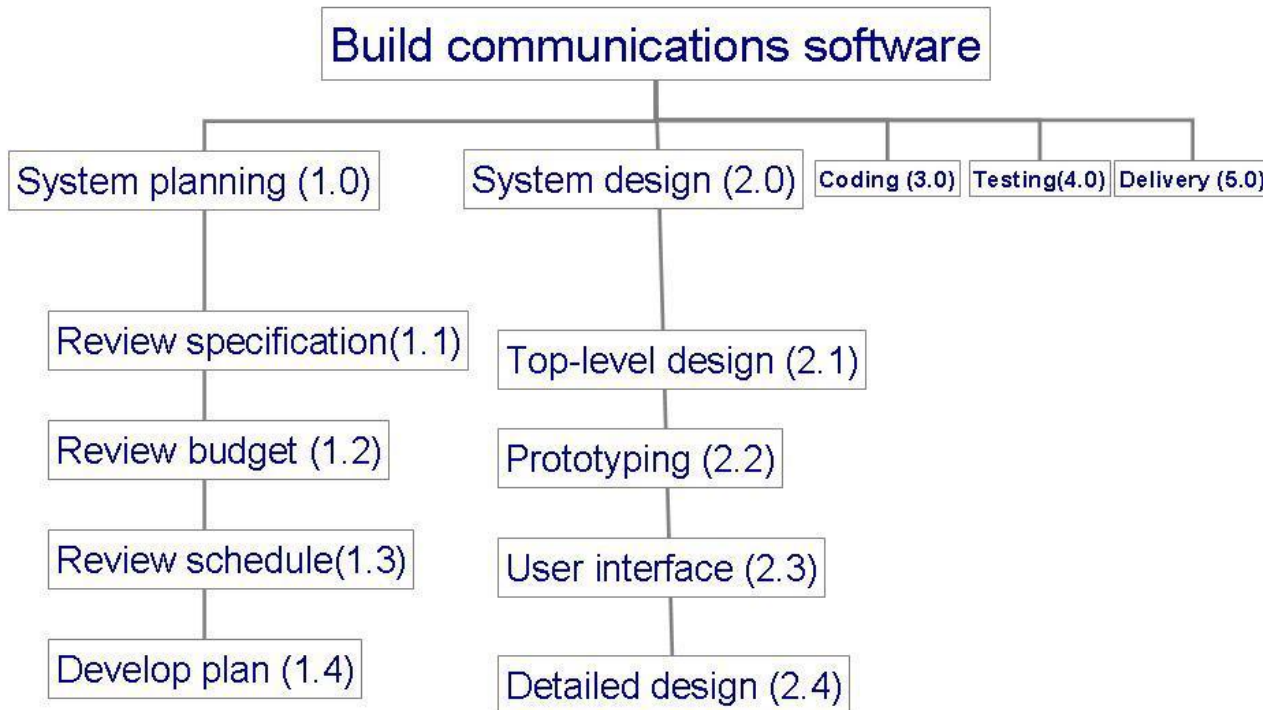 Build communications software
System planning (1.0)
System design (2.0)
Coding (3.0)
Testing(4.0)
Delivery (5.0)
Review specification(1.1)
Review budget (1.2)
Review schedule(1.3)
Develop plan (1.4)
Top-level design (2.1)
Prototyping (2.2)
User interface (2.3)
Detailed design (2.4)